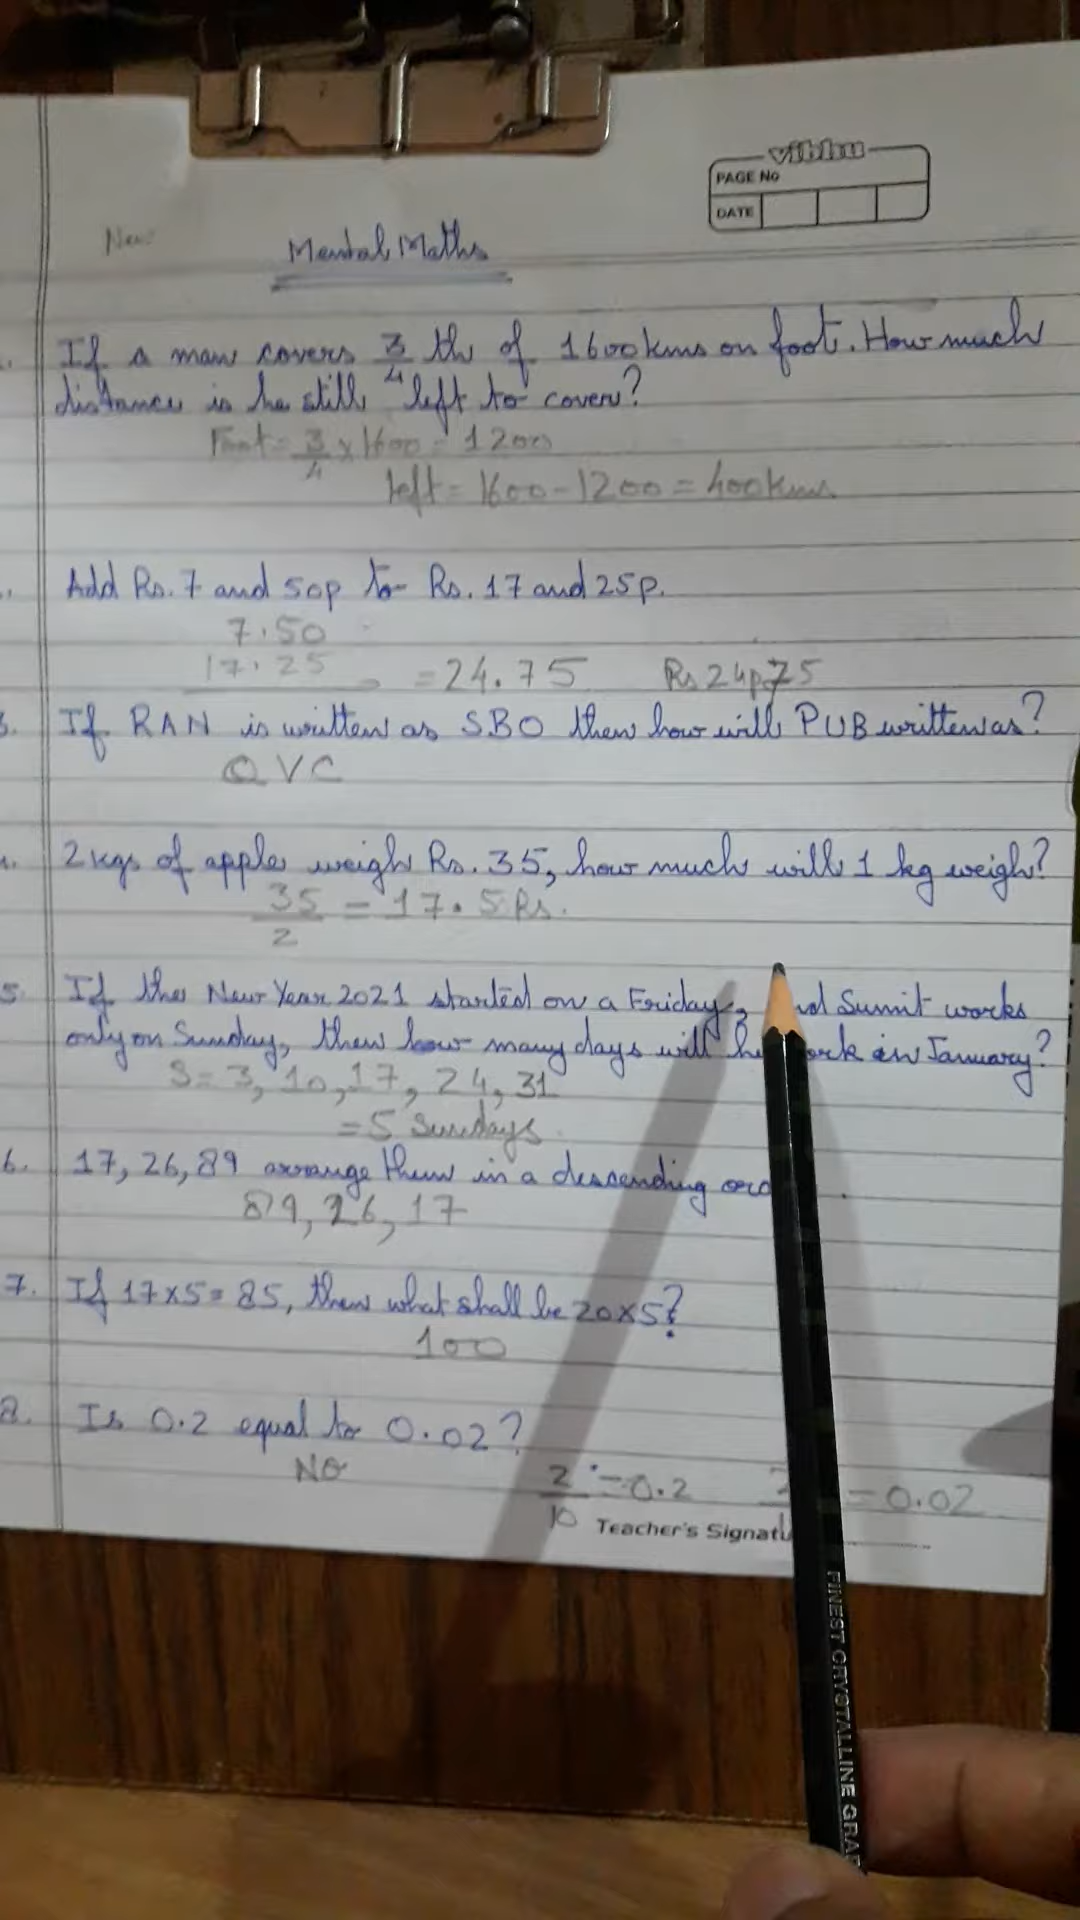 vibhu
PAGE No
DATE
New
Mental Maths
If a man covers 3/4 th of 1600kms on foot. How much
distance is he still left to cover?
Foot = 3/4 x 1600 = 1200
left = 1600 - 1200 = 400kms
Add Rs. 7 and 50p to Rs. 17 and 25p.
7.50
17.25 = 24.75 Rs 24p75
3. If RAN is written as SBO then how will PUB written as?
QVC
4. 2kgs of apples weigh Rs. 35, how much will 1 kg weigh?
35/2 = 17.5 Rs.
5. If the New Year 2021 started on a Friday, and Sumit works
only on Sunday, then how many days will he work in January?
S = 3, 10, 17, 24, 31
= 5 Sundays
6. 17, 26, 89 arrange them in a descending
89, 26, 17
7. If 17x5 = 85, then what shall be 20x5?
100
8. Is 0.2 equal to 0.02?
No 2/10 = 0.2 = 0.02
Teacher's
FINEST CRYSTALLINE